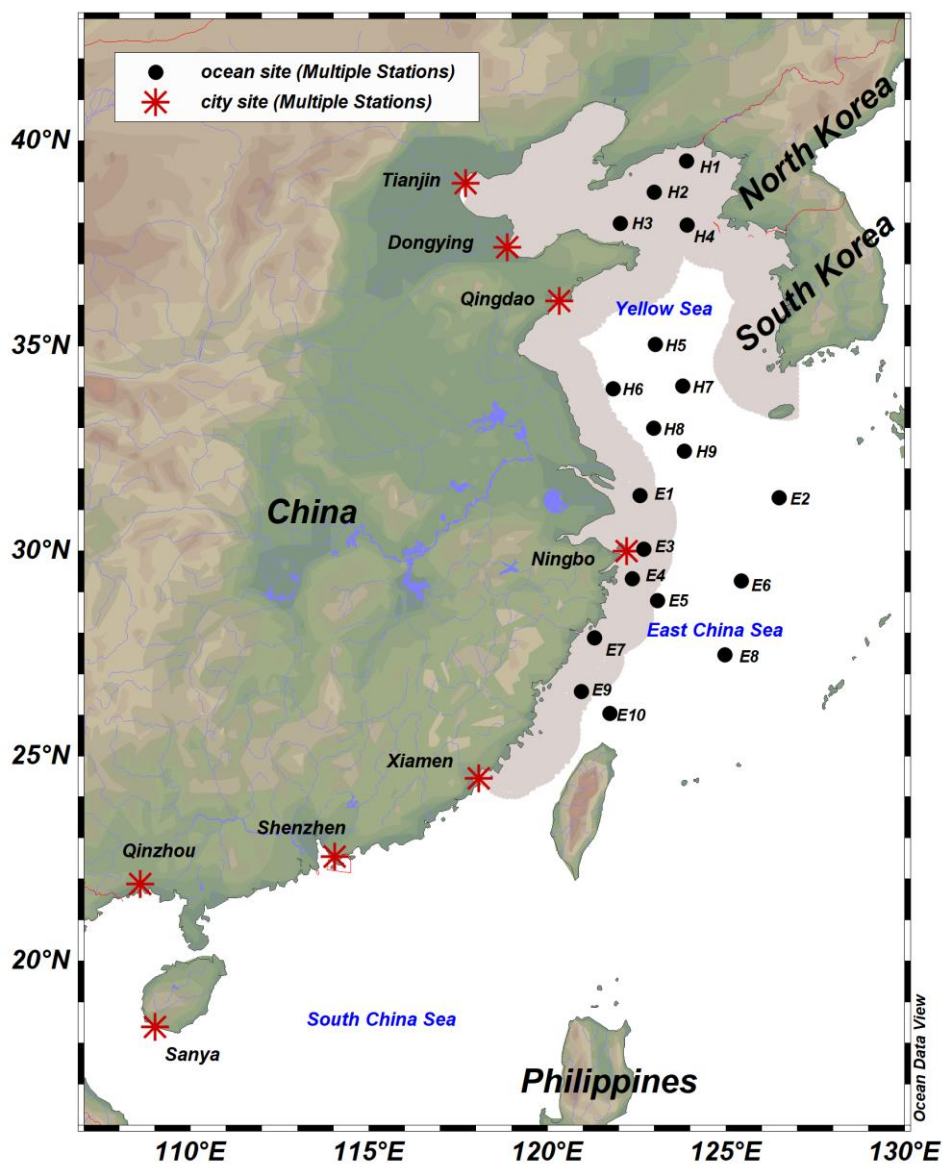 ocean site (Multiple Stations)
city site (Multiple Stations)
40°N
35°N
30°N
25°N
20°N
North Korea
South Korea
Tianjin
H1
H2
H3
H4
Dongying
Qingdao
Yellow Sea
H5
H6
H7
H8
H9
China
E1
E2
Ningbo
E3
E4
E5
E6
East China Sea
E7
E8
E9
E10
Xiamen
Shenzhen
Qinzhou
South China Sea
Sanya
Philippines
Ocean Data View
110°E
115°E
120°E
125°E
130°E